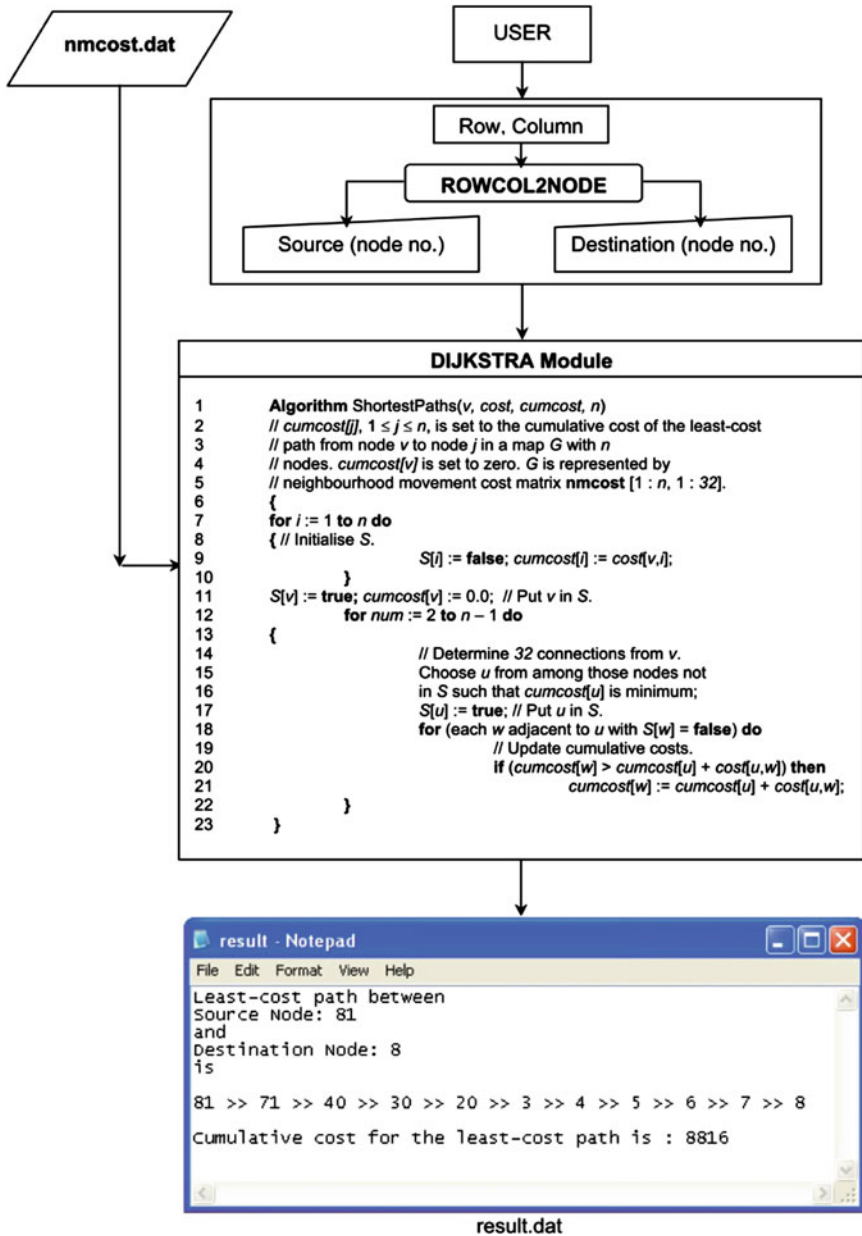 nmcost.dat
USER
Row, Column
ROWCOL2NODE
Source (node no.)
Destination (node no.)
DIJKSTRA Module
1 Algorithm ShortestPaths(v, cost, cumcost, n)
2 // cumcost[j], 1 ≤ j ≤ n, is set to the cumulative cost of the least-cost
3 // path from node v to node j in a map G with n
4 // nodes. cumcost[v] is set to zero. G is represented by
5 // neighbourhood movement cost matrix nmcost [1 : n, 1 : 32].
6 {
7 for i := 1 to n do
8 { // Initialise S.
9 S[i] := false; cumcost[i] := cost[v,i];
10 }
11 S[v] := true; cumcost[v] := 0.0; // Put v in S.
12 for num := 2 to n – 1 do
13 {
14 // Determine 32 connections from v.
15 Choose u from among those nodes not
16 in S such that cumcost[u] is minimum;
17 S[u] := true; // Put u in S.
18 for (each w adjacent to u with S[w] = false) do
19 // Update cumulative costs.
20 if (cumcost[w] > cumcost[u] + cost[u,w]) then
21 cumcost[w] := cumcost[u] + cost[u,w];
22 }
23 }
result - Notepad
File Edit Format View Help
Least-cost path between
Source Node: 81
and
Destination Node: 8
is
81 >> 71 >> 40 >> 30 >> 20 >> 3 >> 4 >> 5 >> 6 >> 7 >> 8
Cumulative cost for the least-cost path is : 8816
result.dat